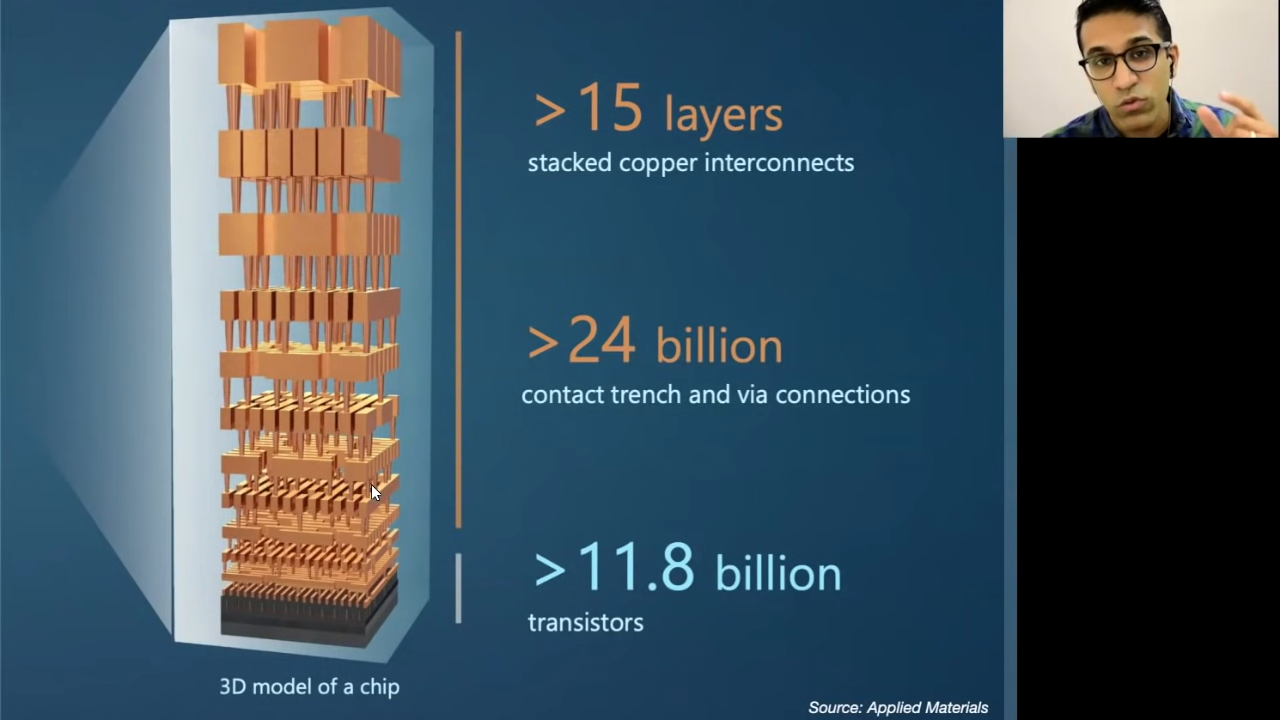 >15 layers
stacked copper interconnects
>24 billion
contact trench and via connections
>11.8 billion
transistors
3D model of a chip
Source: Applied Materials